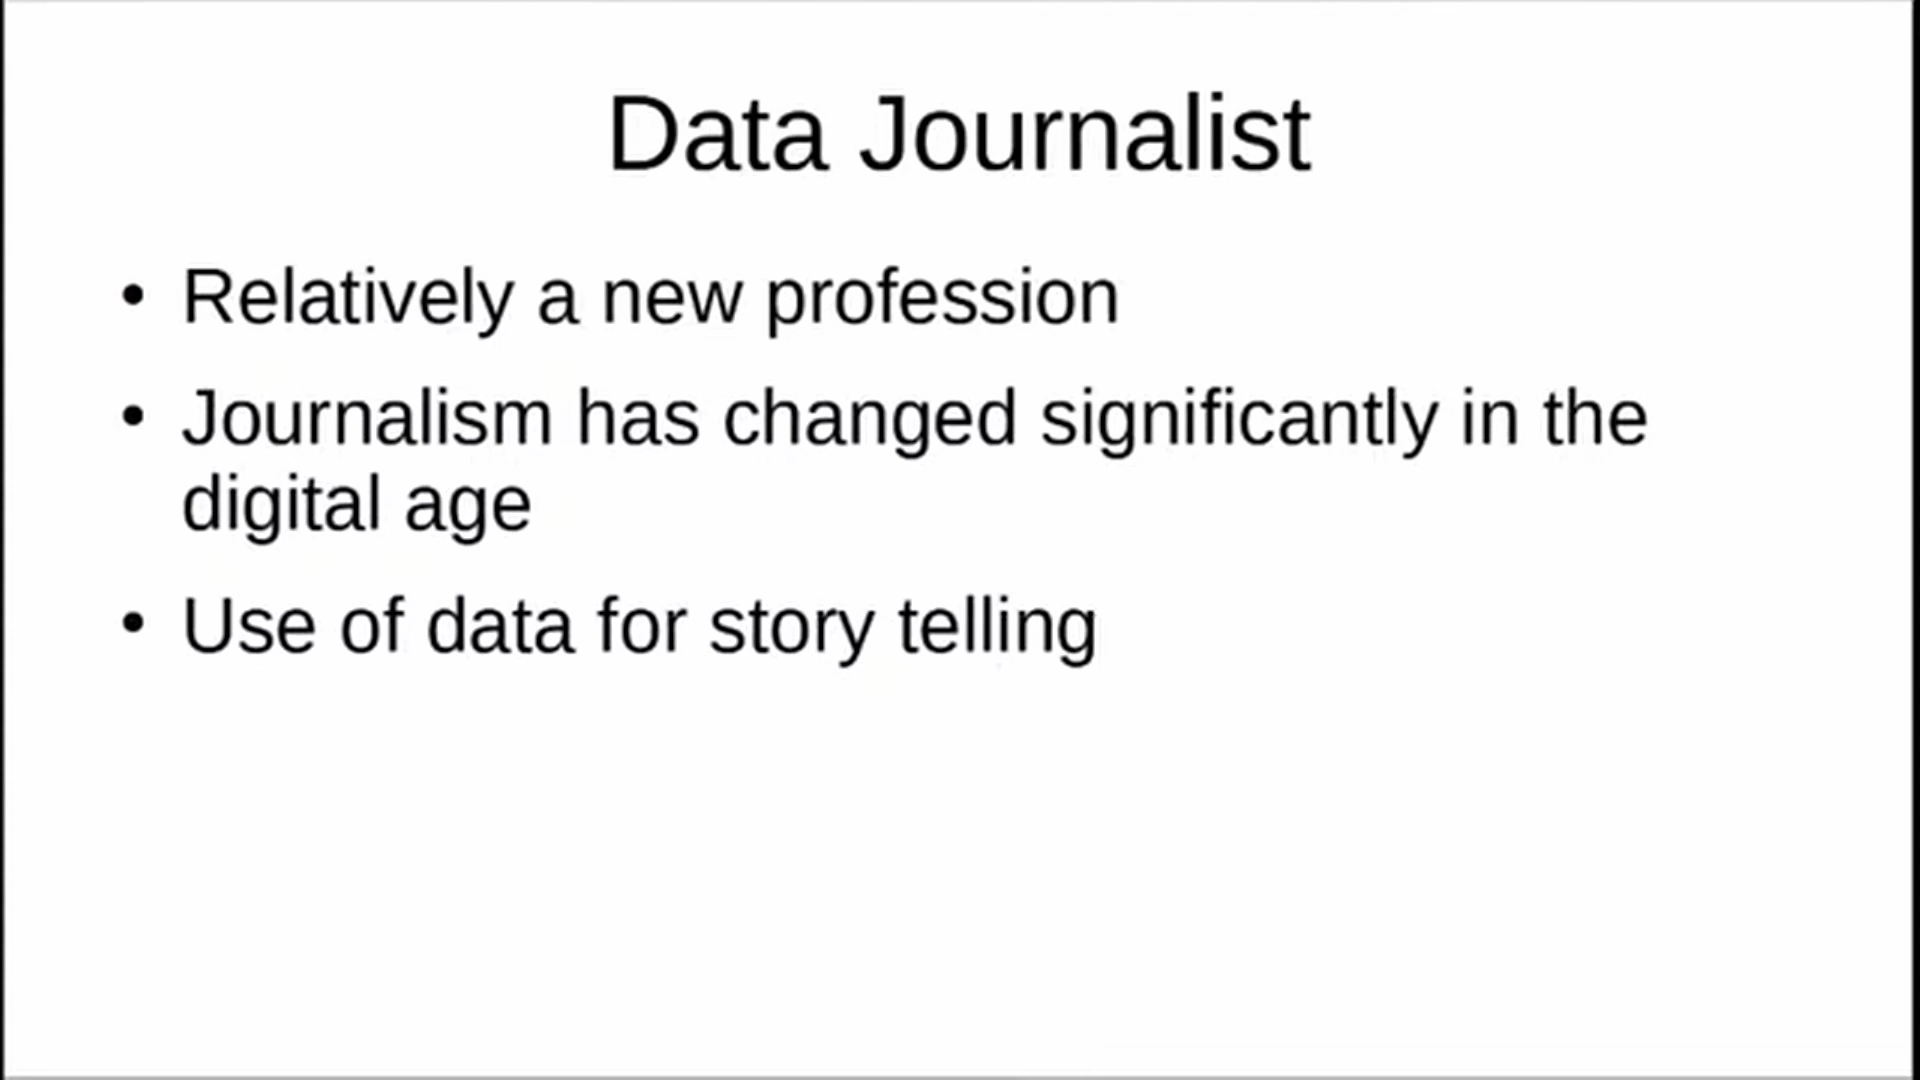 Data Journalist
• Relatively a new profession
• Journalism has changed significantly in the
digital age
• Use of data for story telling